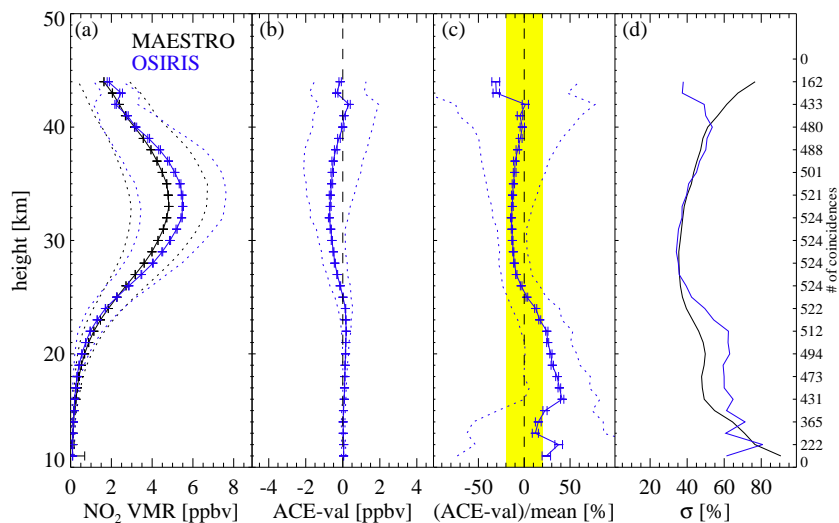 50
40
30
20
10
height [km]
(a)
MAESTRO
OSIRIS
0 2 4 6 8
NO₂ VMR [ppbv]
(b)
-4 -2 0 2 4
ACE-val [ppbv]
(c)
-50 0 50
(ACE-val)/mean [%]
(d)
20 40 60 80
σ [%]
0
162
433
480
488
501
521
524
524
524
524
522
512
494
473
431
365
222
0
# of coincidences